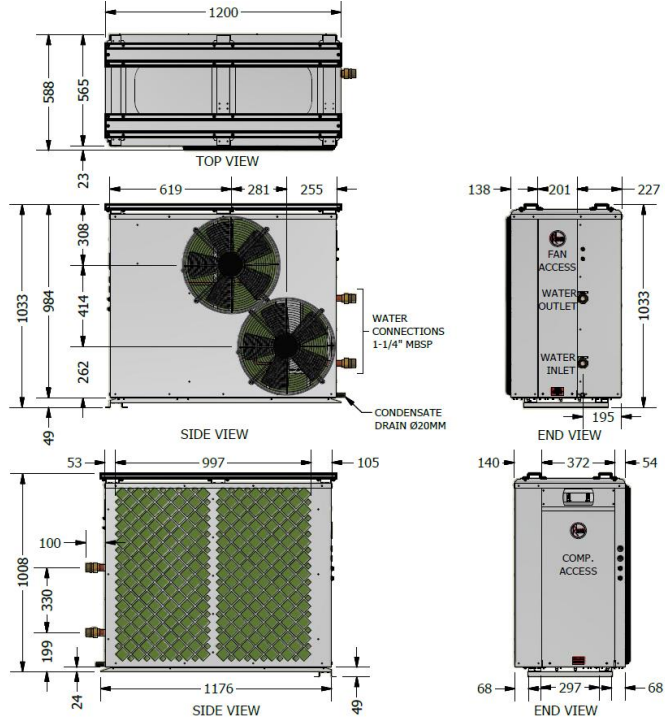 1200
588
565
23
TOP VIEW
619
281
255
1033
984
308
414
262
49
WATER
CONNECTIONS
1-1/4" MBSP
CONDENSATE
DRAIN Ø20MM
SIDE VIEW
138
201
227
FAN
ACCESS
WATER
OUTLET
WATER
INLET
1033
195
END VIEW
53
997
105
100
1008
330
199
24
1176
49
SIDE VIEW
140
372
54
COMP.
ACCESS
68
297
68
END VIEW